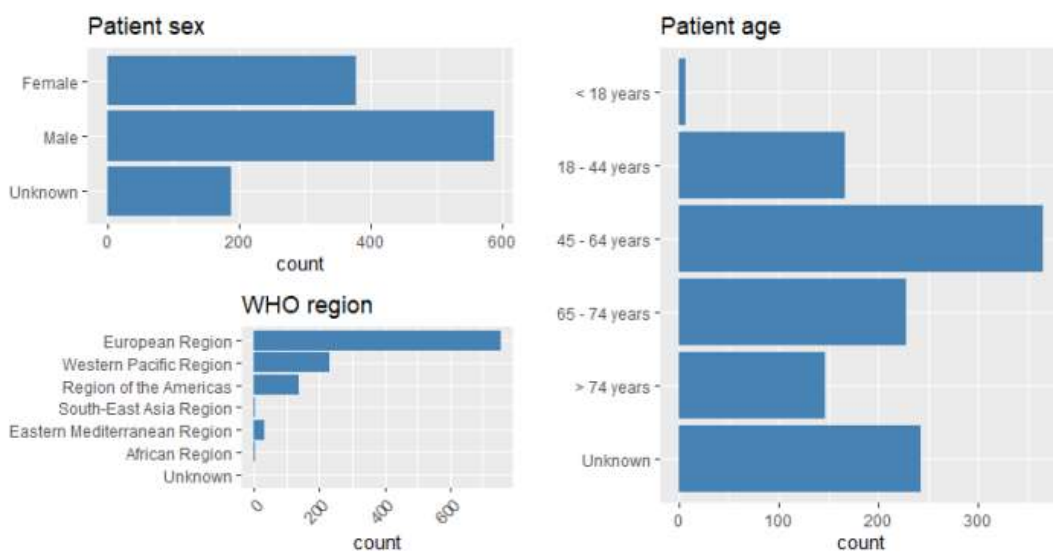 Patient sex
Female
Male
Unknown
0 200 400 600
count
WHO region
European Region
Western Pacific Region
Region of the Americas
South-East Asia Region
Eastern Mediterranean Region
African Region
Unknown
0 200 400 600
count
Patient age
< 18 years
18 - 44 years
45 - 64 years
65 - 74 years
> 74 years
Unknown
0 100 200 300
count